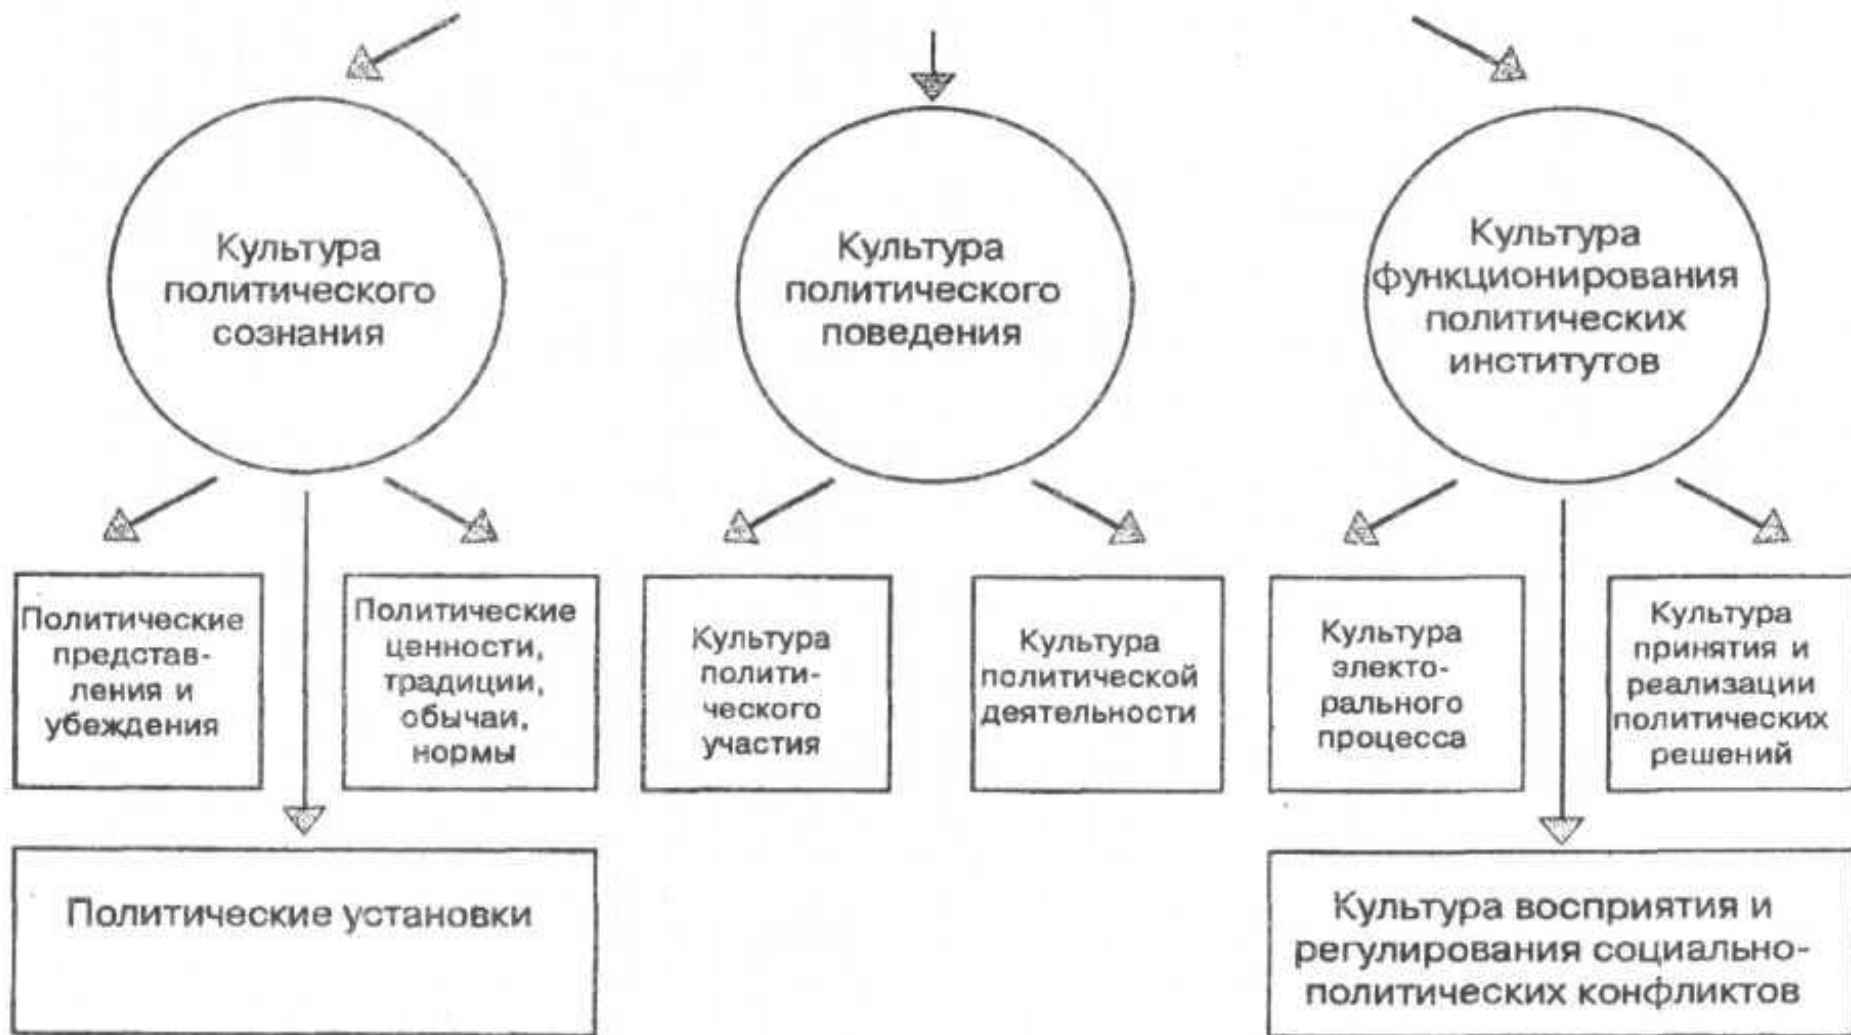 Культура
политического
сознания
Культура
политического
поведения
Культура
функционирования
политических
институтов
Политические
представ-
ления и
убеждения
Политические
ценности,
традиции,
обычаи,
нормы
Культура
полити-
ческого
участия
Культура
политической
деятельности
Культура
электо-
рального
процесса
Культура
принятия и
реализации
политических
решений
Политические установки
Культура восприятия и
регулирования социально-
политических конфликтов